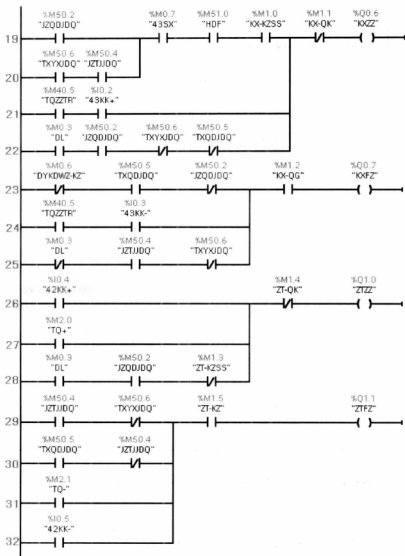 %M50.2 %M0.7 %M51.0 %M1.0 %M1.1 %Q0.6
"JZQDJDQ" "43SX" "HDF" "KX-KZSS" "KX-QK" "KXZZ"
19
%M50.6 %M50.4
"TXYXJDQ" "JZTJJDQ"
20
%M40.5 %I0.2
"TQZZTR" "43KK+"
21
%M0.3 %M50.2 %M50.6 %M50.5
"DL" "JZQDJDQ" "TXYXJDQ" "TXQDJDQ"
22
%M0.6 %M50.5 %M50.2 %M1.2 %Q0.7
"DYKDWZ-KZ" "TXQDJDQ" "JZQDJDQ" "KX-QG" "KXFZ"
23
%M40.5 %I0.3
"TQZZTR" "43KK-"
24
%M0.3 %M50.4 %M50.6
"DL" "JZTJJDQ" "TXYXJDQ"
25
%I0.4 %M1.4 %Q1.0
"42KK+" "ZT-QK" "ZTZZ"
26
%M2.0
"TQ+"
27
%M0.3 %M50.2 %M1.3
"DL" "JZQDJDQ" "ZT-KZSS"
28
%M50.4 %M50.6 %M1.5 %Q1.1
"JZTJJDQ" "TXYXJDQ" "ZT-KZ" "ZTFZ"
29
%M50.5 %M50.4
"TXQDJDQ" "JZTJJDQ"
30
%M2.1
"TQ-"
31
%I0.5
"42KK-"
32